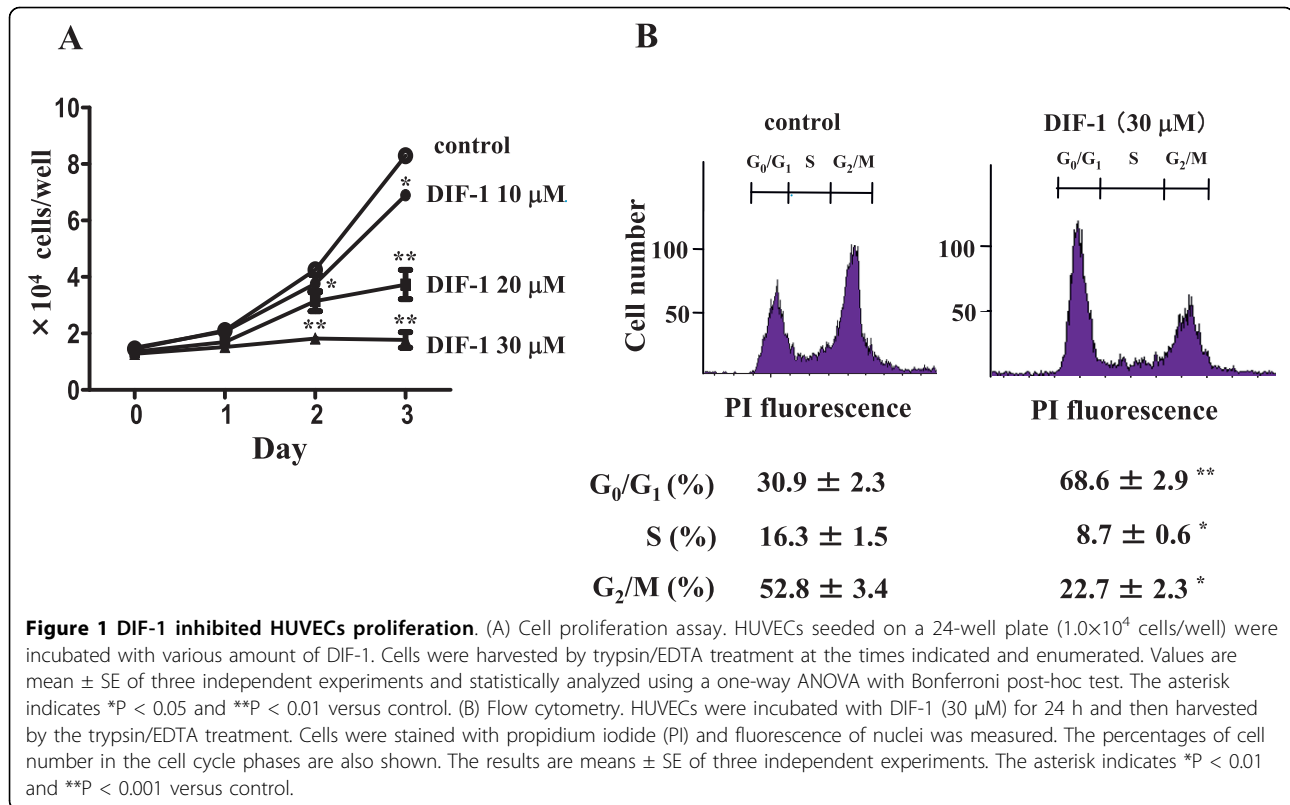 A
B
10
8
6
4
2
0
× 10⁴ cells/well
control
*
DIF-1 10 μM
**
*
DIF-1 20 μM
**
**
DIF-1 30 μM
0 1 2 3
Day
control
G₀/G₁ S G₂/M
Cell number
100
50
PI fluorescence
DIF-1 (30 μM)
G₀/G₁ S G₂/M
100
50
PI fluorescence
G₀/G₁ (%) 30.9 ± 2.3 68.6 ± 2.9 **
S (%) 16.3 ± 1.5 8.7 ± 0.6 *
G₂/M (%) 52.8 ± 3.4 22.7 ± 2.3 *
Figure 1 DIF-1 inhibited HUVECs proliferation. (A) Cell proliferation assay. HUVECs seeded on a 24-well plate (1.0×10⁴ cells/well) were
incubated with various amount of DIF-1. Cells were harvested by trypsin/EDTA treatment at the times indicated and enumerated. Values are
mean ± SE of three independent experiments and statistically analyzed using a one-way ANOVA with Bonferroni post-hoc test. The asterisk
indicates *P < 0.05 and **P < 0.01 versus control. (B) Flow cytometry. HUVECs were incubated with DIF-1 (30 μM) for 24 h and then harvested
by the trypsin/EDTA treatment. Cells were stained with propidium iodide (PI) and fluorescence of nuclei was measured. The percentages of cell
number in the cell cycle phases are also shown. The results are means ± SE of three independent experiments. The asterisk indicates *P < 0.01
and **P < 0.001 versus control.